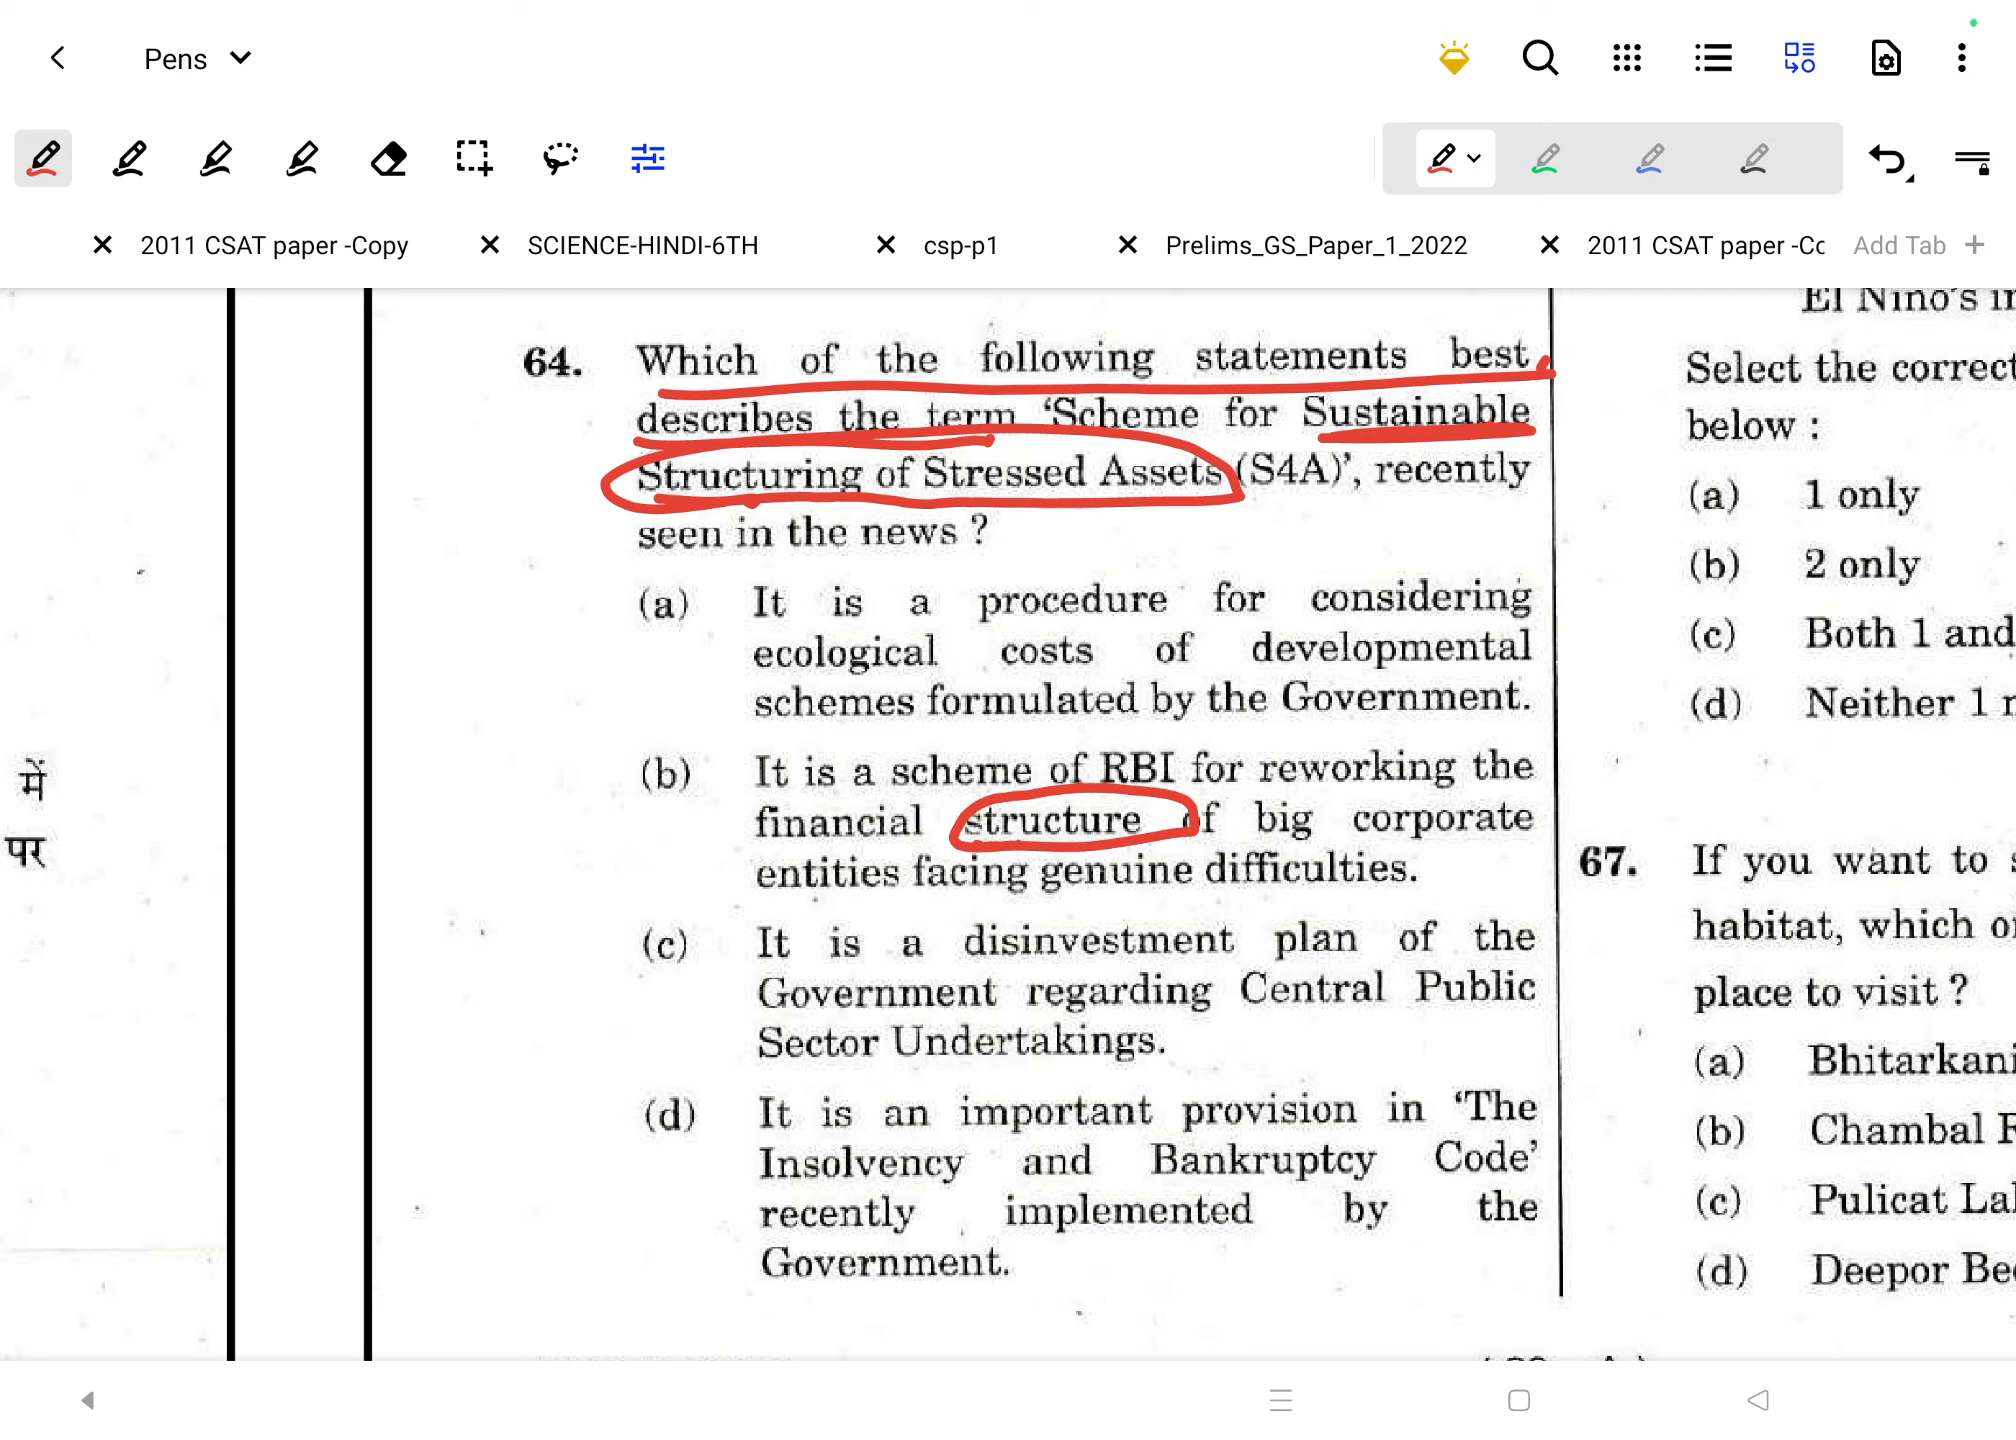 Pens
2011 CSAT paper -Copy
SCIENCE-HINDI-6TH
csp-p1
Prelims_GS_Paper_1_2022
2011 CSAT paper -Cc
Add Tab +
में
पर
64. Which of the following statements best
describes the term ‘Scheme for Sustainable
Structuring of Stressed Assets (S4A)’, recently
seen in the news ?
(a) It is a procedure for considering
ecological costs of developmental
schemes formulated by the Government.
(b) It is a scheme of RBI for reworking the
financial structure of big corporate
entities facing genuine difficulties.
(c) It is a disinvestment plan of the
Government regarding Central Public
Sector Undertakings.
(d) It is an important provision in ‘The
Insolvency and Bankruptcy Code’
recently implemented by the
Government.
El Nino's
Select the correct
below :
(a) 1 only
(b) 2 only
(c) Both 1 and
(d) Neither 1
67. If you want to
habitat, which
place to visit ?
(a) Bhitarkani
(b) Chambal
(c) Pulicat
(d) Deepor